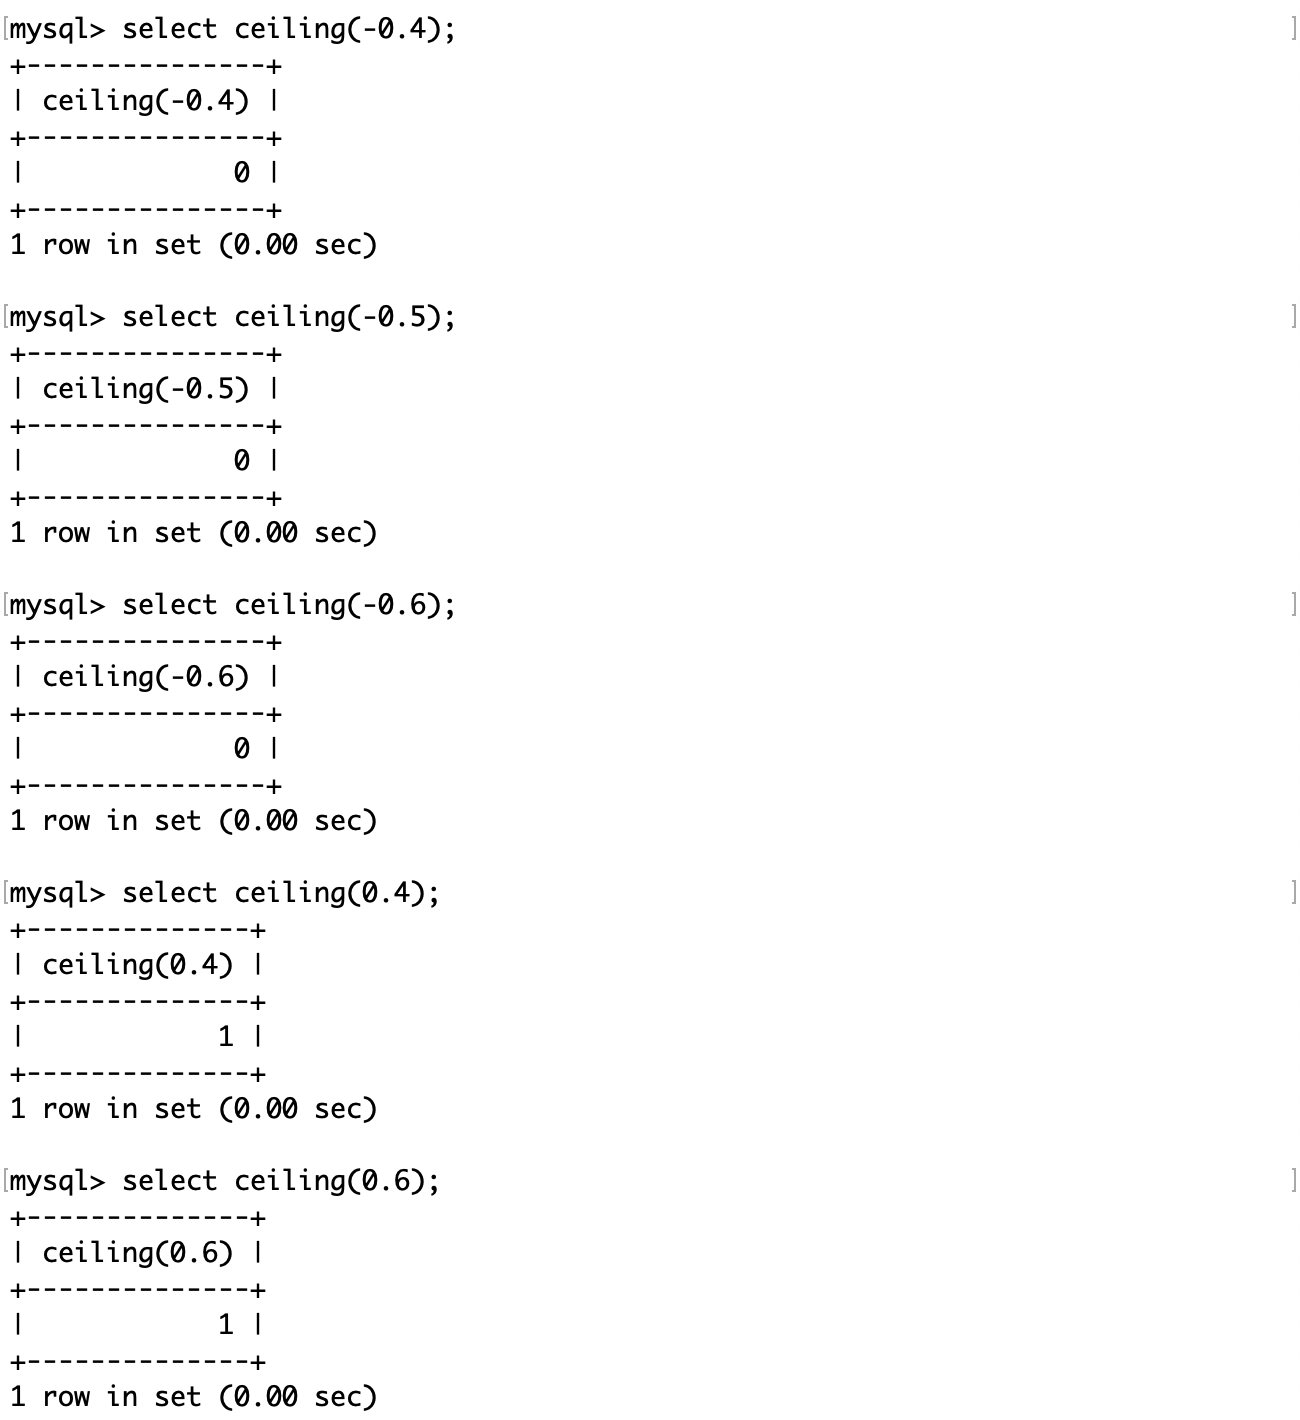 [mysql> select ceiling(-0.4); ]
+---------------+
| ceiling(-0.4) |
+---------------+
|             0 |
+---------------+
1 row in set (0.00 sec)

[mysql> select ceiling(-0.5); ]
+---------------+
| ceiling(-0.5) |
+---------------+
|             0 |
+---------------+
1 row in set (0.00 sec)

[mysql> select ceiling(-0.6); ]
+---------------+
| ceiling(-0.6) |
+---------------+
|             0 |
+---------------+
1 row in set (0.00 sec)

[mysql> select ceiling(0.4); ]
+--------------+
| ceiling(0.4) |
+--------------+
|            1 |
+--------------+
1 row in set (0.00 sec)

[mysql> select ceiling(0.6); ]
+--------------+
| ceiling(0.6) |
+--------------+
|            1 |
+--------------+
1 row in set (0.00 sec)